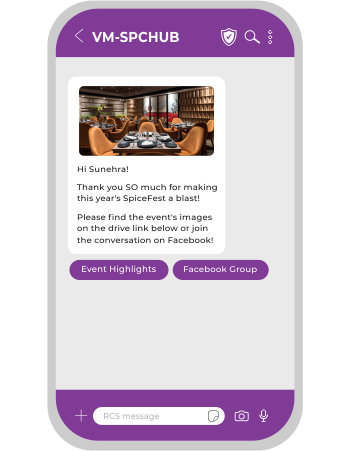 VM-SPCHUB
Hi Sunehra!
Thank you SO much for making
this year's SpiceFest a blast!
Please find the event's images
on the drive link below or join
the conversation on Facebook!
Event Highlights
Facebook Group
RCS message